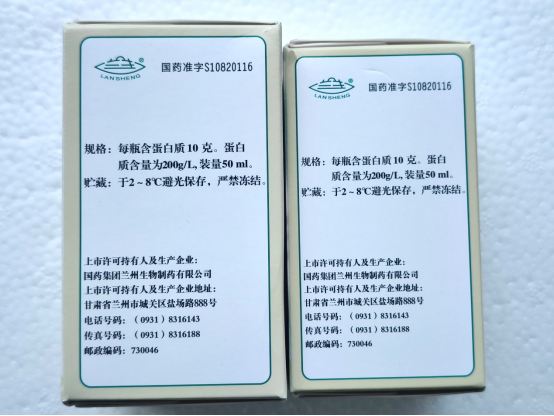 LANSHENG®
国药准字S10820116
规格：每瓶含蛋白质10克。蛋白
质含量为200g/L, 装量50 ml。
贮藏：于2～8℃避光保存，严禁冻结。
上市许可持有人及生产企业：
国药集团兰州生物制药有限公司
上市许可持有人及生产企业地址：
甘肃省兰州市城关区盐场路888号
电话号码：（0931）8316143
传真号码：（0931）8316188
邮政编码：730046
LANSHENG®
国药准字S10820116
规格：每瓶含蛋白质10克。蛋白
质含量为200g/L, 装量50 ml。
贮藏：于2～8℃避光保存，严禁冻结。
上市许可持有人及生产企业：
国药集团兰州生物制药有限公司
上市许可持有人及生产企业地址：
甘肃省兰州市城关区盐场路888号
电话号码：（0931）8316143
传真号码：（0931）8316188
邮政编码：730046